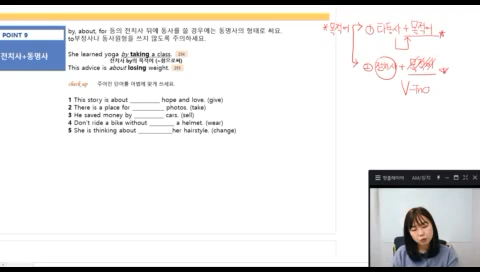 POINT 9
전치사+동명사
by, about, for 등의 전치사 뒤에 동사를 쓸 경우에는 동명사의 형태로 써요.
to부정사나 동사원형을 쓰지 않도록 주의하세요.
She learned yoga by taking a class.
전치사 by의 목적어 (~함으로써)
This advice is about losing weight.
check up 주어진 단어를 어법에 맞게 쓰세요.
1 This story is about __________ hope and love. (give)
2 There is a place for __________ photos. (take)
3 He saved money by __________ cars. (sell)
4 Don't ride a bike without __________ a helmet. (wear)
5 She is thinking about __________her hairstyle. (change)
*목적어
① 타동사 + 목적어
② 전치사 + 목적어
V-ing